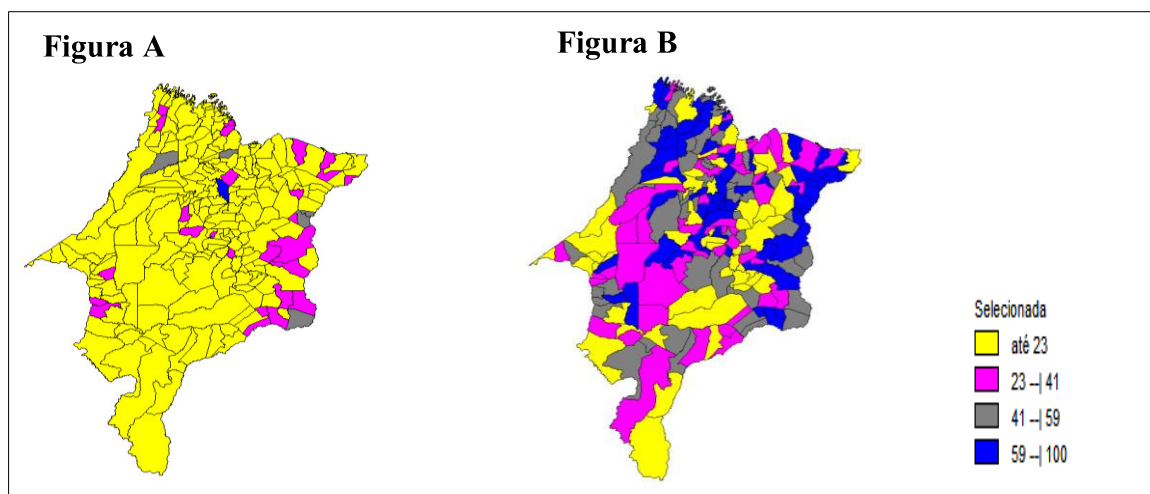 Figura A
Figura B
Selecionada
até 23
23 --| 41
41 --| 59
59 --| 100